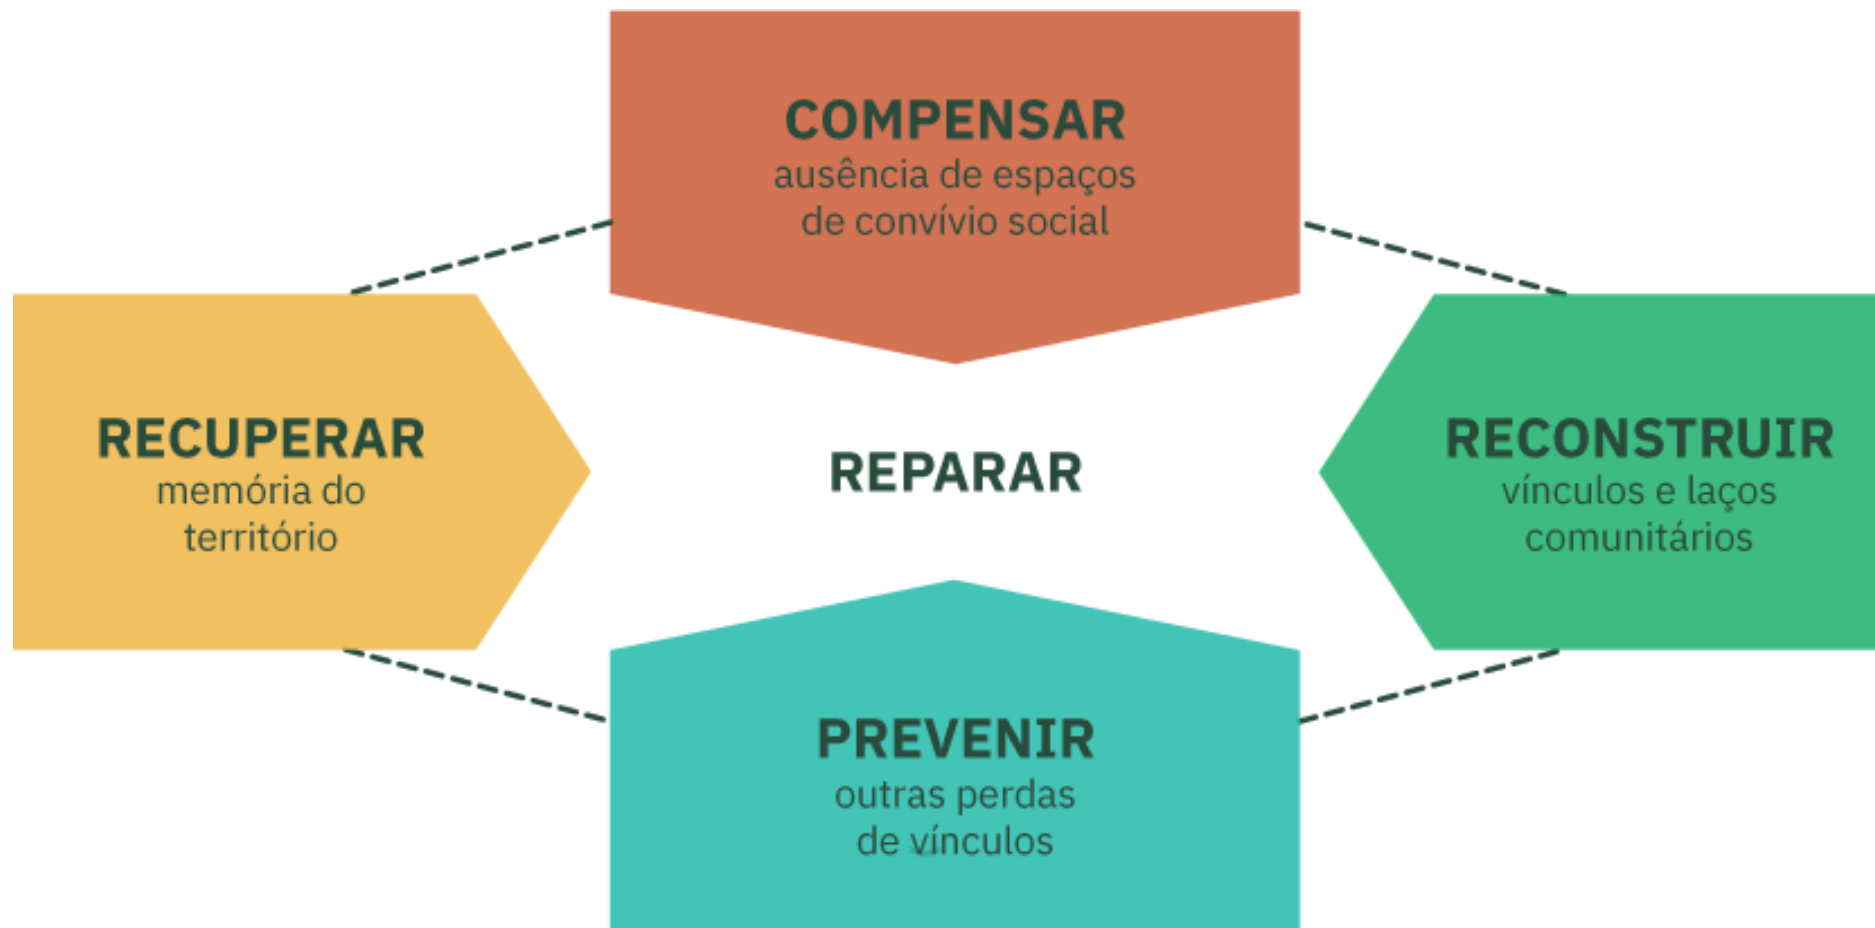 COMPENSAR
ausência de espaços
de convívio social
RECUPERAR
memória do
território
REPARAR
RECONSTRUIR
vínculos e laços
comunitários
PREVENIR
outras perdas
de vínculos